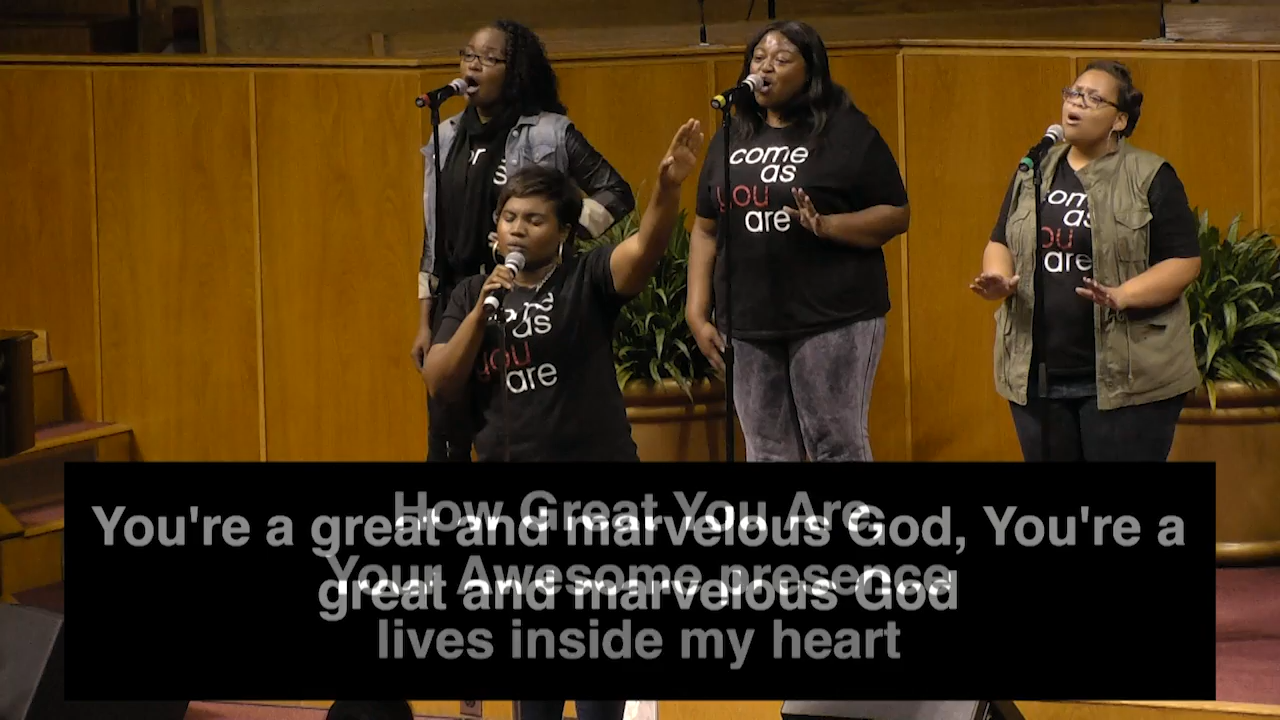 come
as
you
are
as
you
are
as
are
How Great You Are,
Your Awesome presence
lives inside my heart
You're a great and marvelous God, You're a
great and marvelous God